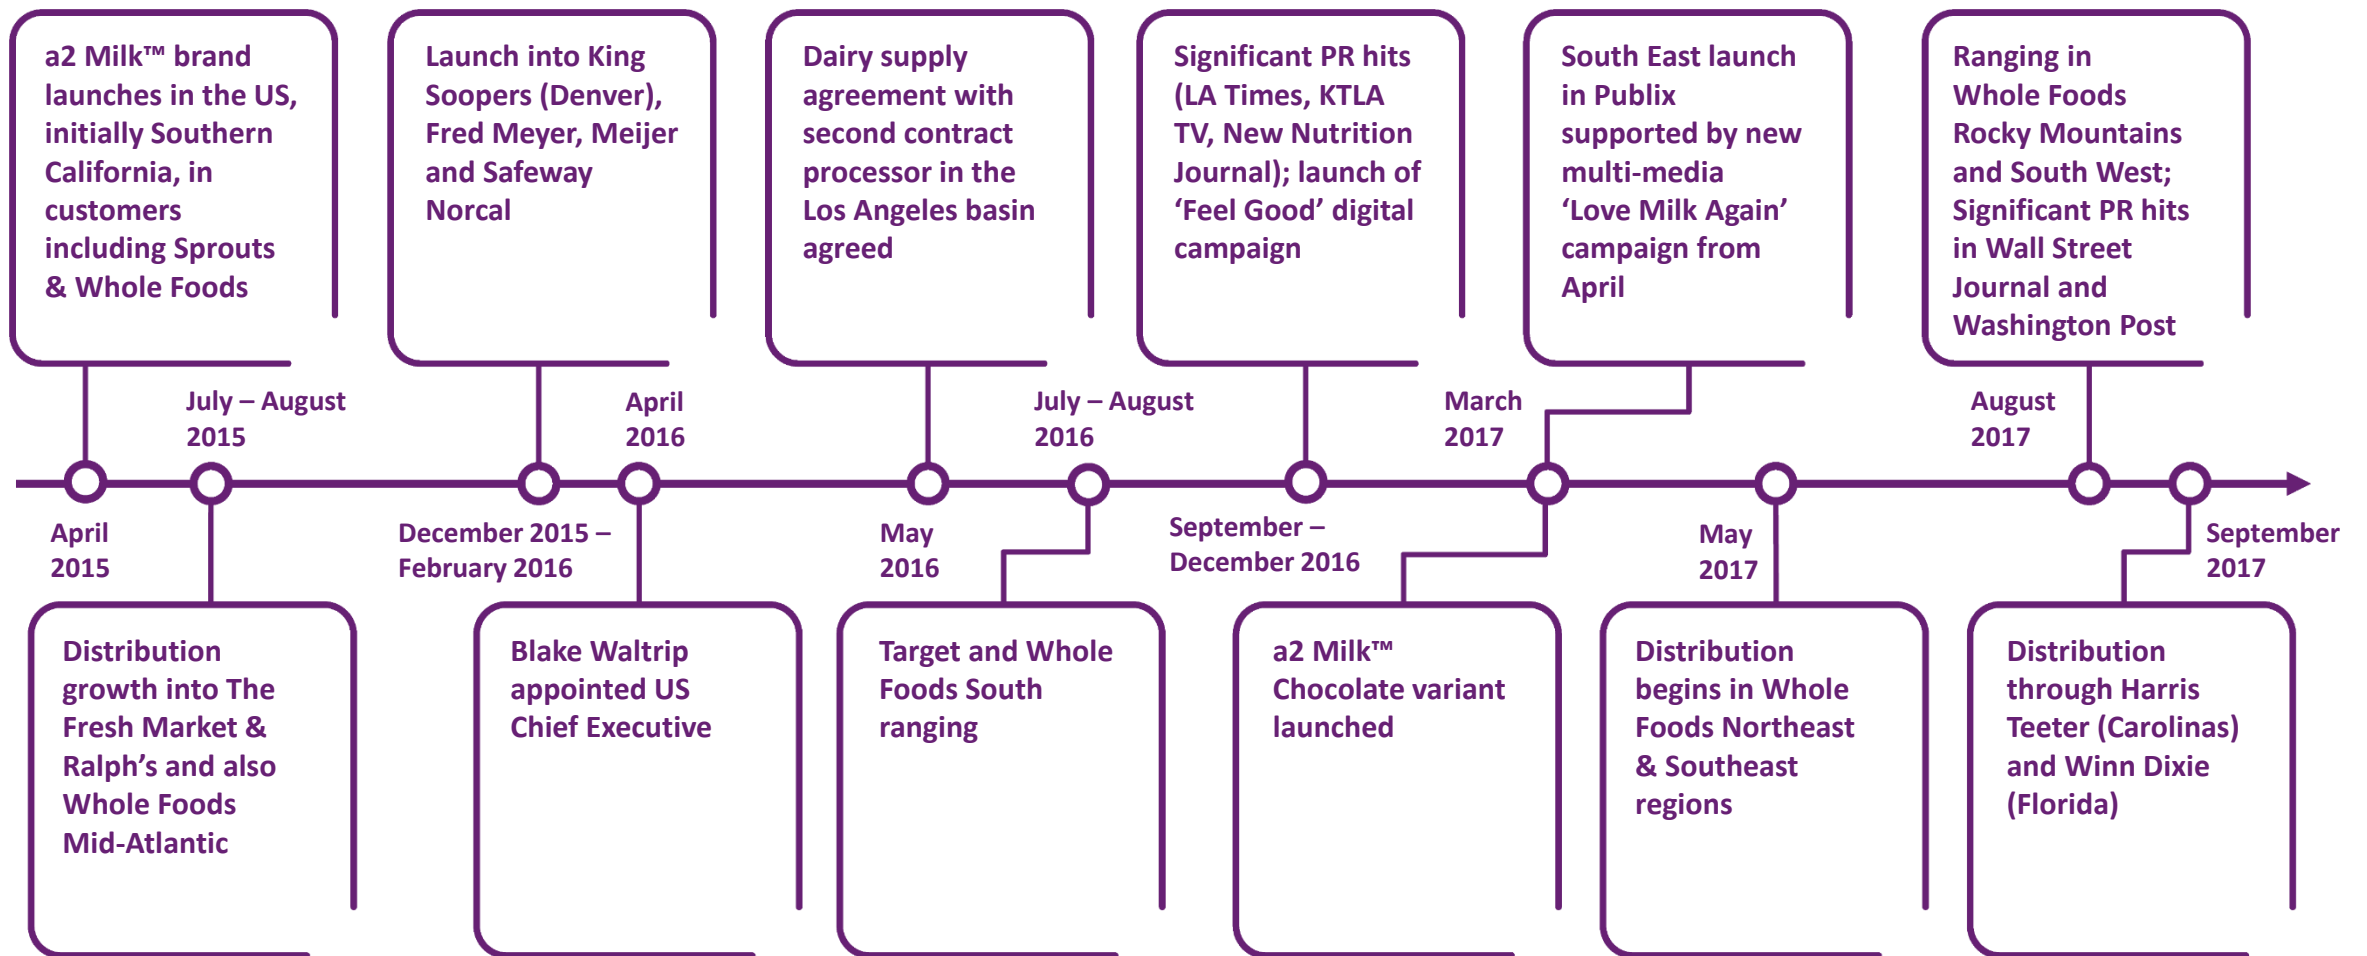 a2 Milk™ brand
launches in the US,
initially Southern
California, in
customers
including Sprouts
& Whole Foods
Launch into King
Soopers (Denver),
Fred Meyer, Meijer
and Safeway
Norcal
Dairy supply
agreement with
second contract
processor in the
Los Angeles basin
agreed
Significant PR hits
(LA Times, KTLA
TV, New Nutrition
Journal); launch of
‘Feel Good’ digital
campaign
South East launch
in Publix
supported by new
multi-media
‘Love Milk Again’
campaign from
April
Ranging in
Whole Foods
Rocky Mountains
and South West;
Significant PR hits
in Wall Street
Journal and
Washington Post
July – August
2015
April
2016
July – August
2016
March
2017
August
2017
April
2015
December 2015 –
February 2016
May
2016
September –
December 2016
May
2017
September
2017
Distribution
growth into The
Fresh Market &
Ralph’s and also
Whole Foods
Mid-Atlantic
Blake Waltrip
appointed US
Chief Executive
Target and Whole
Foods South
ranging
a2 Milk™
Chocolate variant
launched
Distribution
begins in Whole
Foods Northeast
& Southeast
regions
Distribution
through Harris
Teeter (Carolinas)
and Winn Dixie
(Florida)